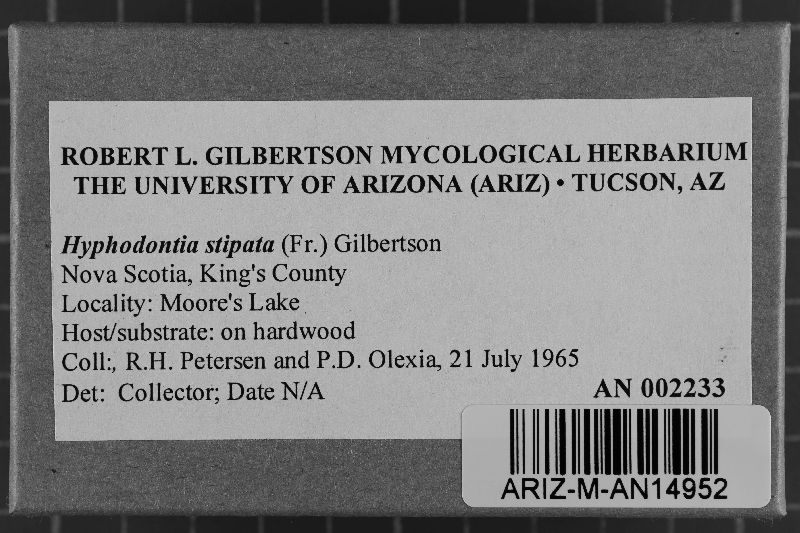 ROBERT L. GILBERTSON MYCOLOGICAL HERBARIUM
THE UNIVERSITY OF ARIZONA (ARIZ) • TUCSON, AZ
Hyphodontia stipata (Fr.) Gilbertson
Nova Scotia, King's County
Locality: Moore's Lake
Host/substrate: on hardwood
Coll:, R.H. Petersen and P.D. Olexia, 21 July 1965
Det: Collector; Date N/A
AN 002233
ARIZ-M-AN14952